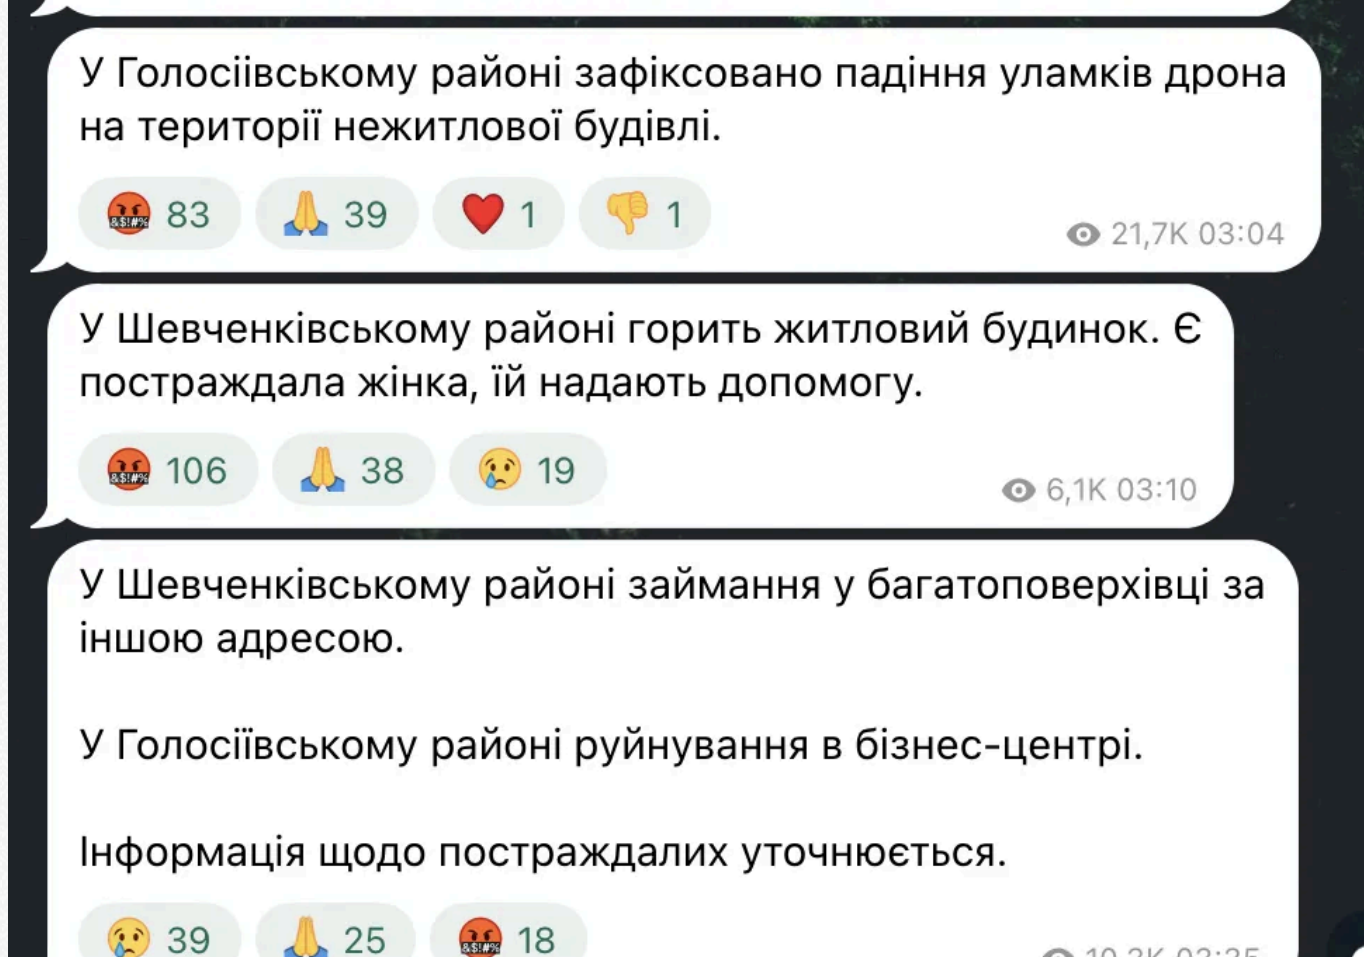 У Голосіівському районі зафіксовано падіння уламків дрона
на території нежитлової будівлі.
83 39 1 1
21,7K 03:04
У Шевченківському районі горить житловий будинок. Є
постраждала жінка, їй надають допомогу.
106 38 19
6,1K 03:10
У Шевченківському районі займання у багатоповерхівці за
іншою адресою.
У Голосіївському районі руйнування в бізнес-центрі.
Інформація щодо постраждалих уточнюється.
39 25 18